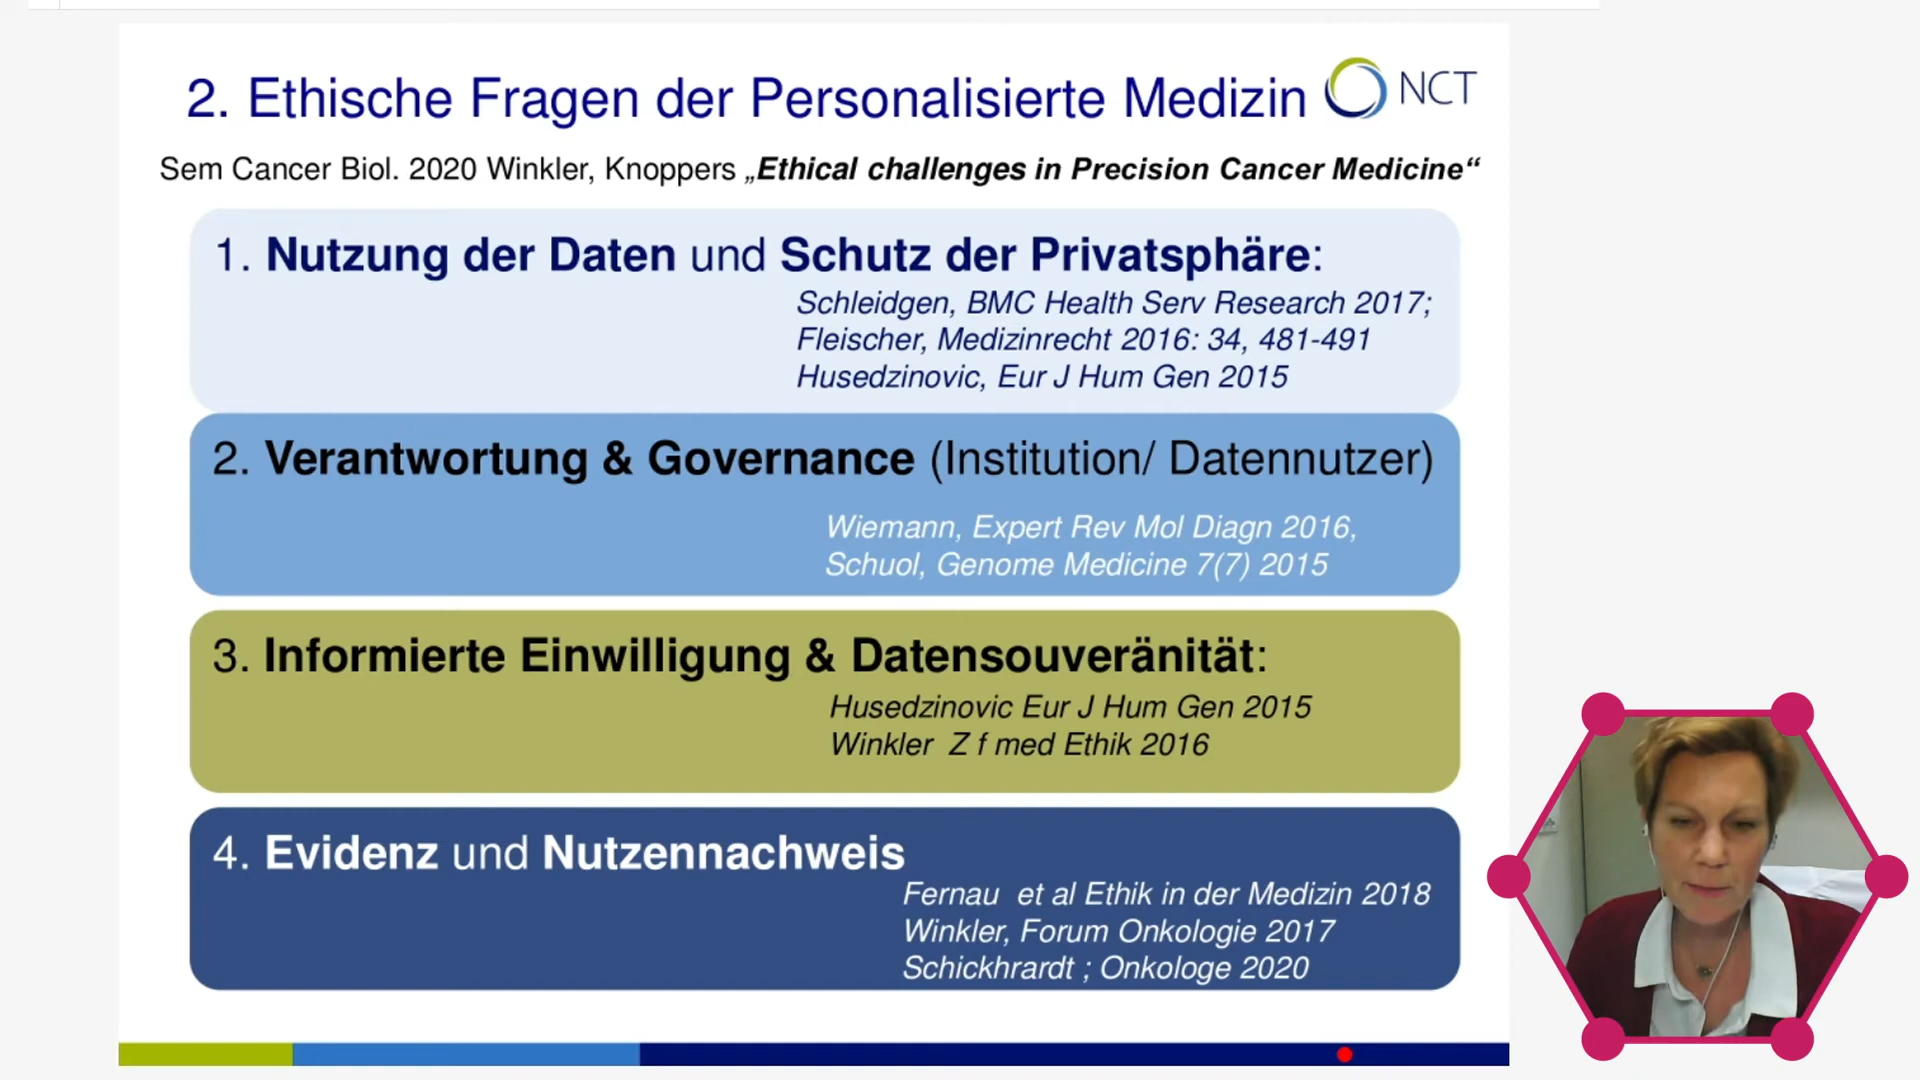 2. Ethische Fragen der Personalisierte Medizin
NCT
Sem Cancer Biol. 2020 Winkler, Knoppers „Ethical challenges in Precision Cancer Medicine“
1. Nutzung der Daten und Schutz der Privatsphäre:
Schleidgen, BMC Health Serv Research 2017;
Fleischer, Medizinrecht 2016: 34, 481-491
Husedzinovic, Eur J Hum Gen 2015
2. Verantwortung & Governance (Institution/ Datennutzer)
Wiemann, Expert Rev Mol Diagn 2016,
Schuol, Genome Medicine 7(7) 2015
3. Informierte Einwilligung & Datensouveränität:
Husedzinovic Eur J Hum Gen 2015
Winkler Z f med Ethik 2016
4. Evidenz und Nutzennachweis
Fernau et al Ethik in der Medizin 2018
Winkler, Forum Onkologie 2017
Schickhrardt ; Onkologe 2020